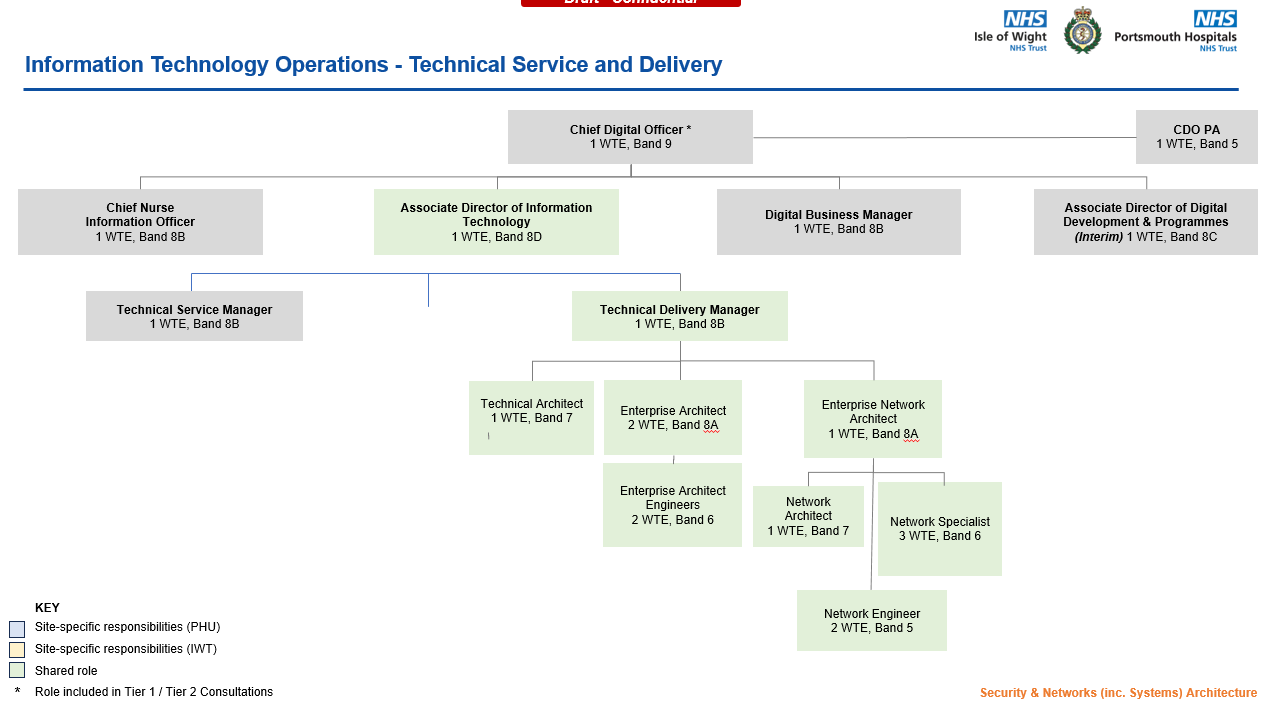 Draft - Confidential
NHS
Isle of Wight
NHS Trust
NHS
Portsmouth Hospitals
NHS Trust
Information Technology Operations - Technical Service and Delivery
Chief Digital Officer *
1 WTE, Band 9
CDO PA
1 WTE, Band 5
Chief Nurse
Information Officer
1 WTE, Band 8B
Associate Director of Information
Technology
1 WTE, Band 8D
Digital Business Manager
1 WTE, Band 8B
Associate Director of Digital
Development & Programmes
(Interim) 1 WTE, Band 8C
Technical Service Manager
1 WTE, Band 8B
Technical Delivery Manager
1 WTE, Band 8B
Technical Architect
1 WTE, Band 7
Enterprise Architect
2 WTE, Band 8A
Enterprise Network
Architect
1 WTE, Band 8A
Enterprise Architect
Engineers
2 WTE, Band 6
Network
Architect
1 WTE, Band 7
Network Specialist
3 WTE, Band 6
Network Engineer
2 WTE, Band 5
KEY
Site-specific responsibilities (PHU)
Site-specific responsibilities (IWT)
Shared role
* Role included in Tier 1 / Tier 2 Consultations
Security & Networks (inc. Systems) Architecture